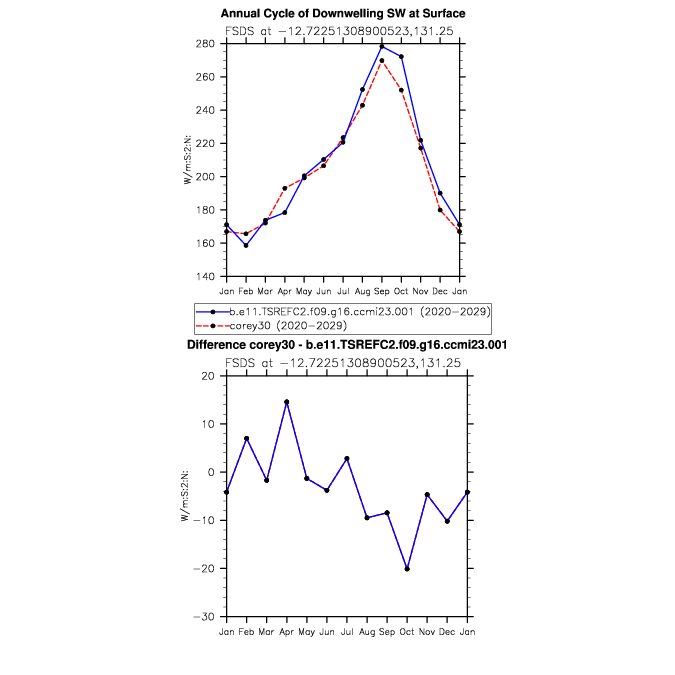 Annual Cycle of Downwelling SW at Surface
FSDS at −12.72251308900523,131.25
280
260
240
220
200
180
160
140
W/m:S:2:N:
Jan Feb Mar Apr May Jun Jul Aug Sep Oct Nov Dec Jan
b.e11.TSREFC2.f09.g16.ccmi23.001 (2020−2029)
corey30 (2020−2029)
Difference corey30 - b.e11.TSREFC2.f09.g16.ccmi23.001
FSDS at −12.72251308900523,131.25
20
10
0
−10
−20
−30
W/m:S:2:N:
Jan Feb Mar Apr May Jun Jul Aug Sep Oct Nov Dec Jan